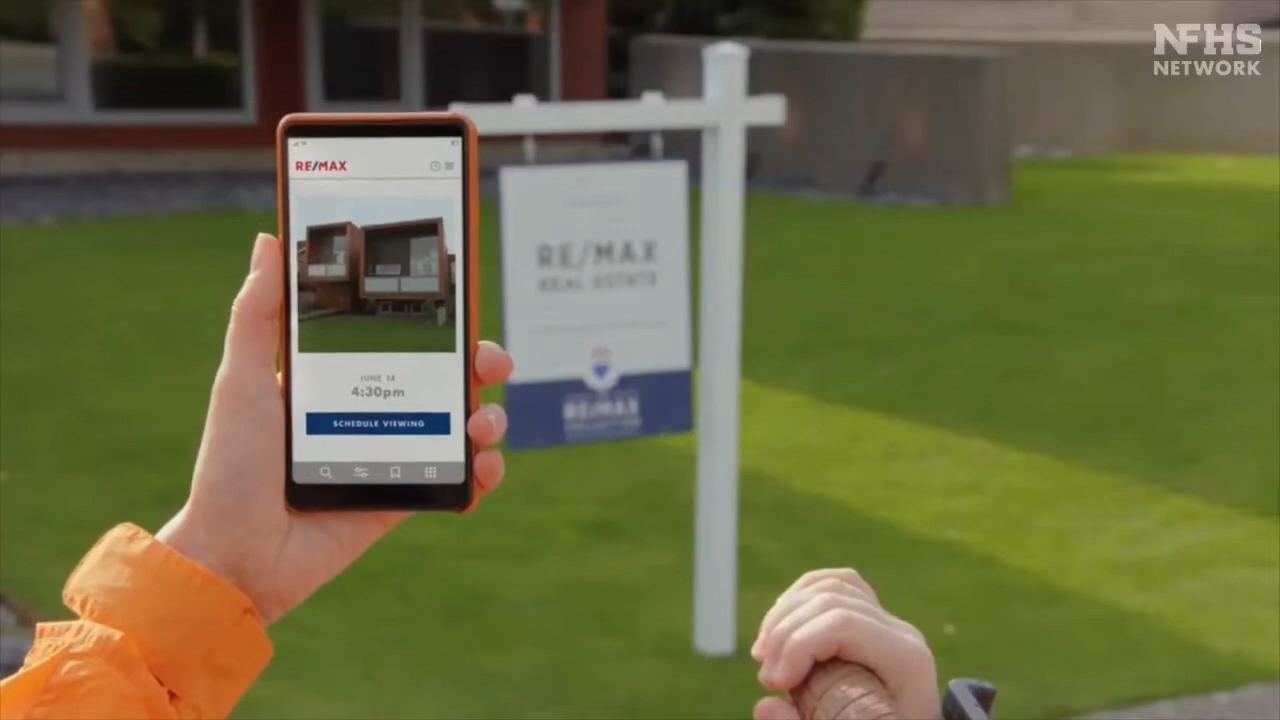 NFHS
NETWORK
RE/MAX
JUNE 14
4:30pm
SCHEDULE VIEWING
RE/MAX
REAL ESTATE
RE/MAX